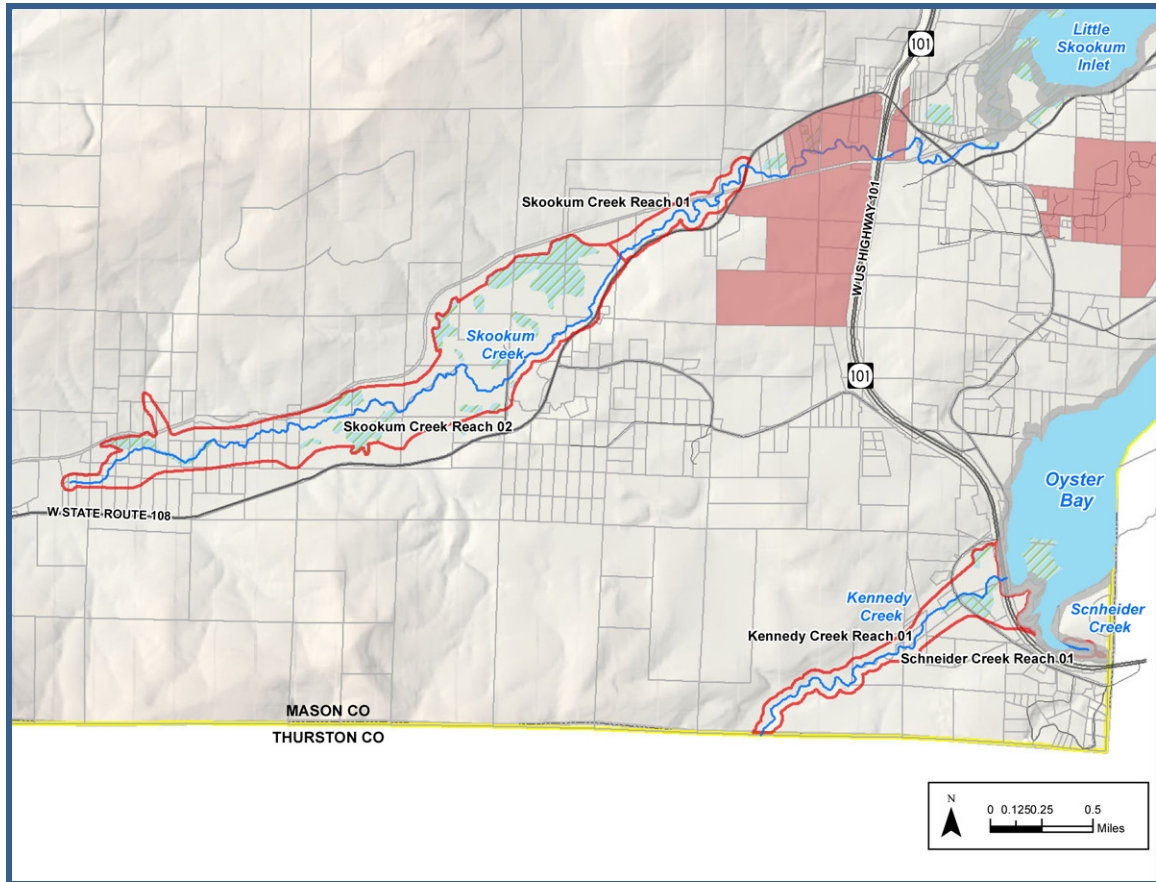 101
Little
Skookum
Inlet
Skookum Creek Reach 01
W US HIGHWAY 101
Skookum
Creek
101
Skookum Creek Reach 02
Oyster
Bay
W STATE ROUTE 108
Kennedy
Creek
Scnheider
Creek
Kennedy Creek Reach 01
Schneider Creek Reach 01
MASON CO
THURSTON CO
N
0 0.125 0.25 0.5
Miles